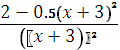 2 − 0.5(x + 3)²
(⟦(x + 3)⟧)²